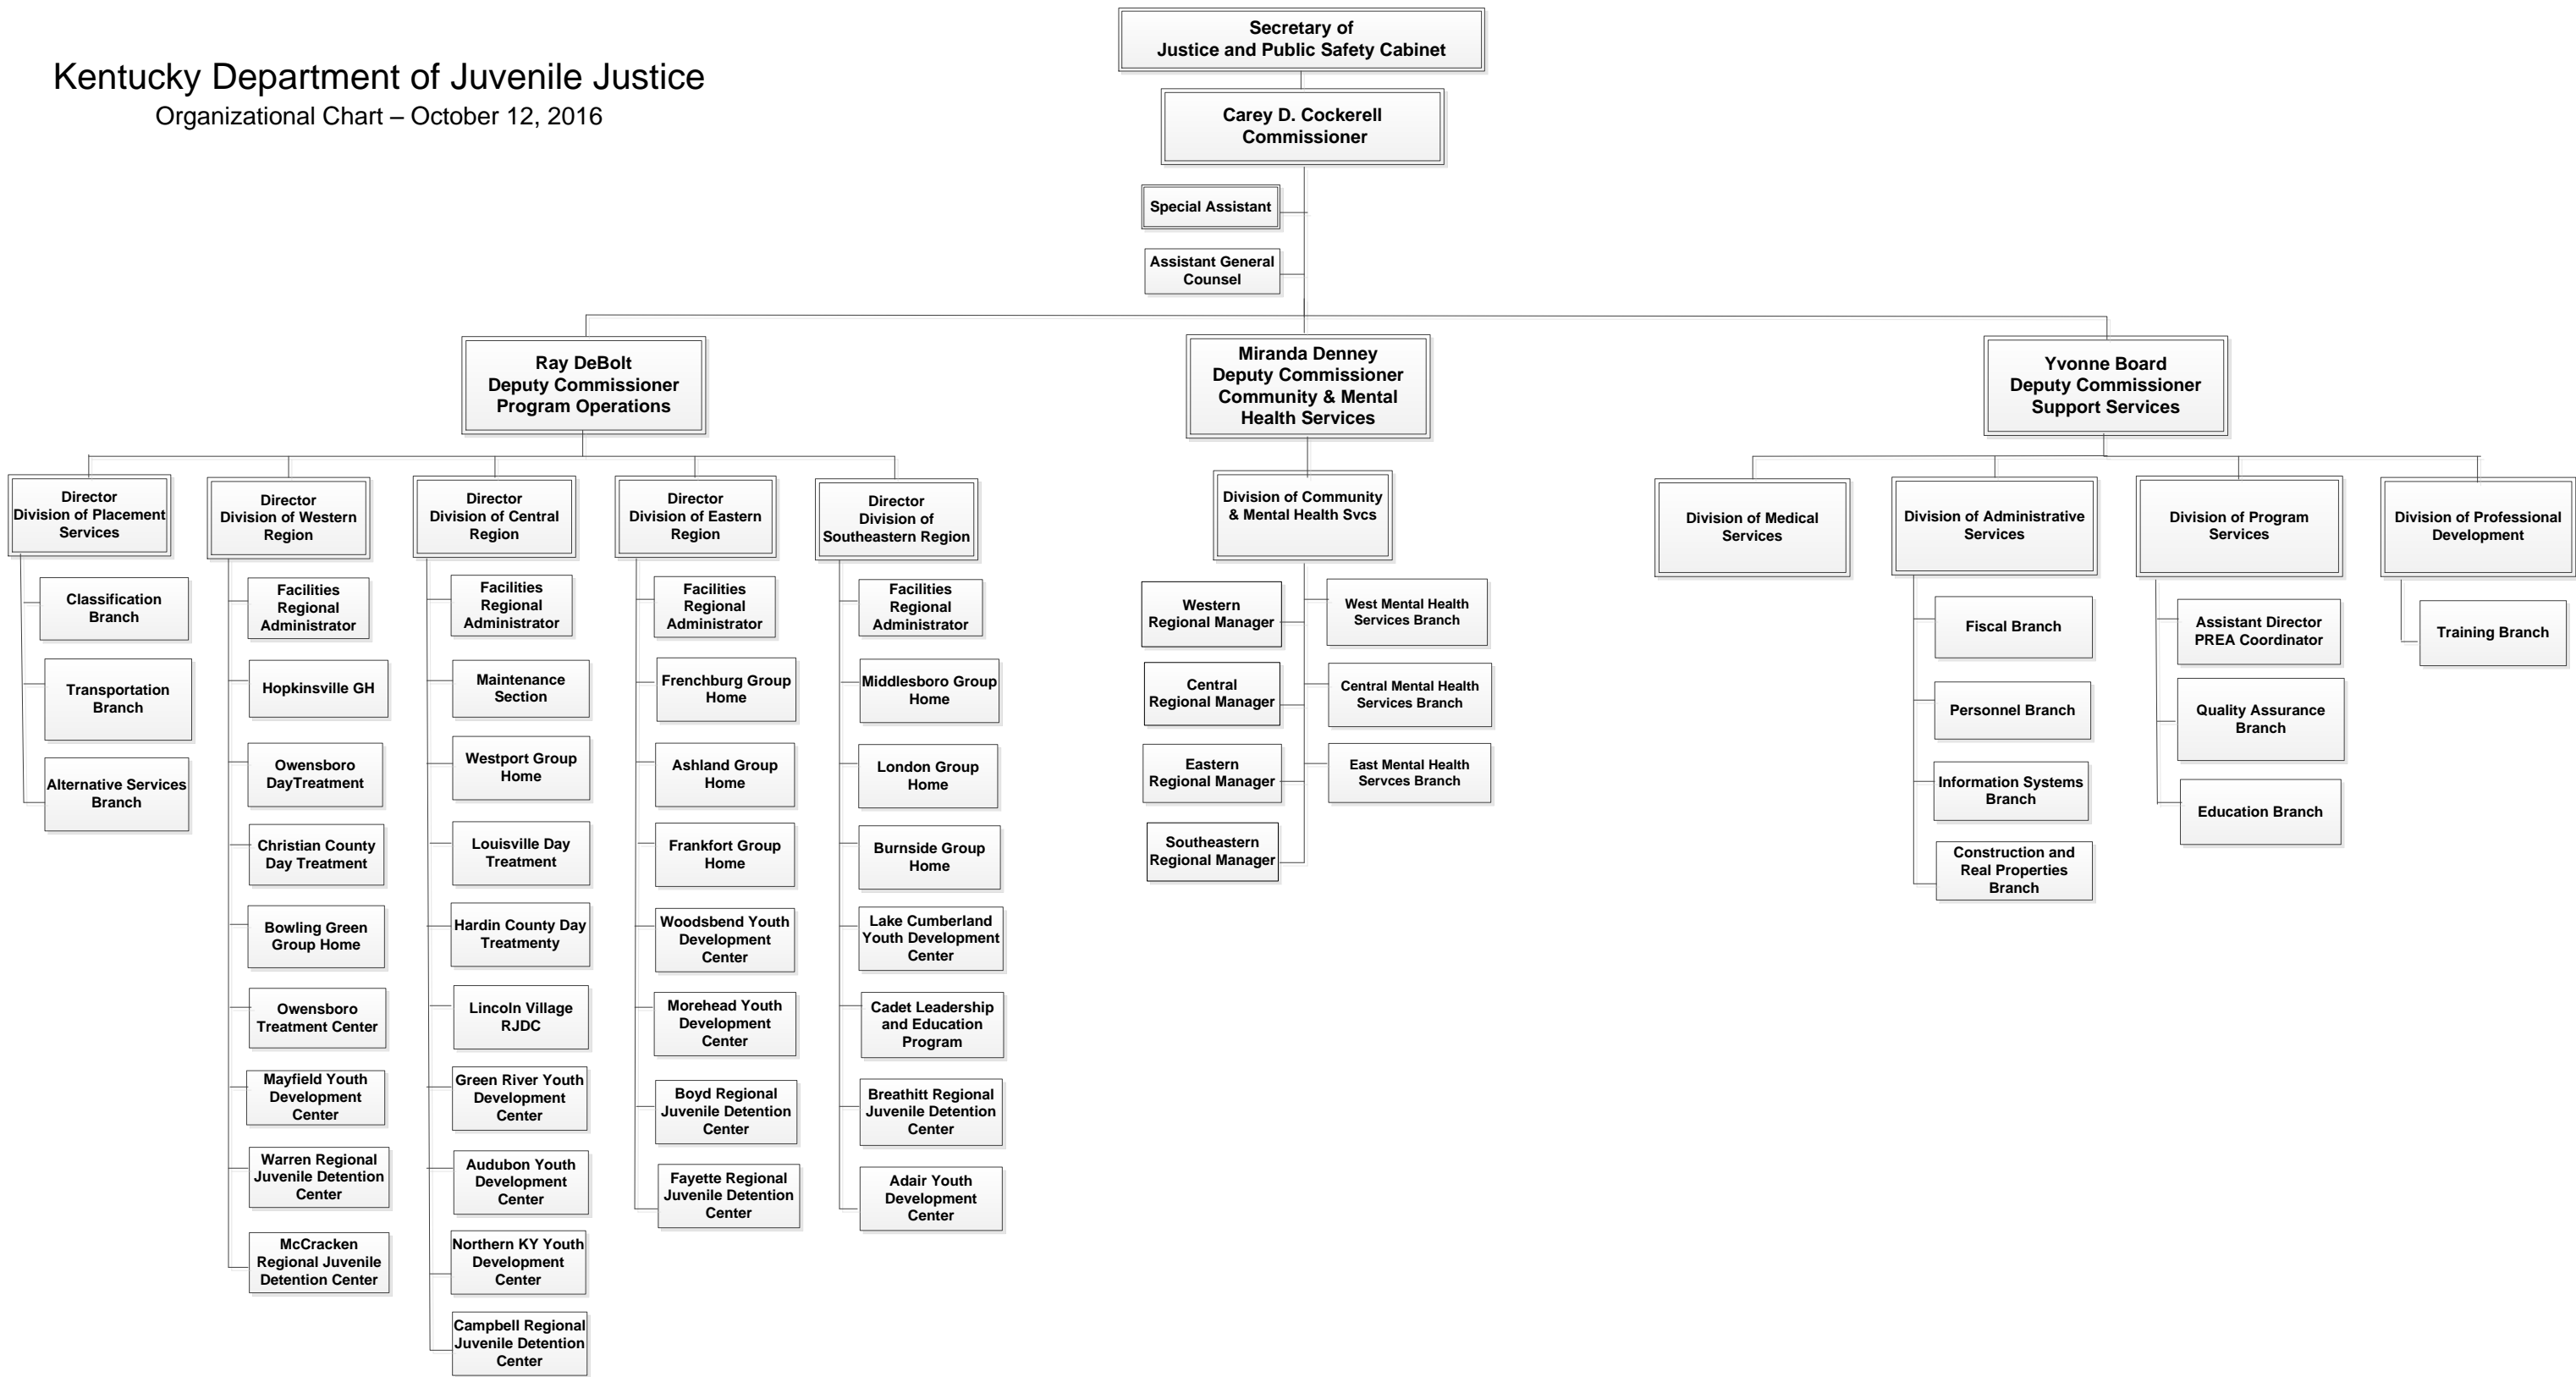 Kentucky Department of Juvenile Justice
Organizational Chart – October 12, 2016
Secretary of
Justice and Public Safety Cabinet
Carey D. Cockerell
Commissioner
Special Assistant
Assistant General
Counsel
Ray DeBolt
Deputy Commissioner
Program Operations
Miranda Denney
Deputy Commissioner
Community & Mental
Health Services
Yvonne Board
Deputy Commissioner
Support Services
Director
Division of Placement
Services
Classification
Branch
Transportation
Branch
Alternative Services
Branch
Director
Division of Western
Region
Facilities
Regional
Administrator
Hopkinsville GH
Owensboro
DayTreatment
Christian County
Day Treatment
Bowling Green
Group Home
Owensboro
Treatment Center
Mayfield Youth
Development
Center
Warren Regional
Juvenile Detention
Center
McCracken
Regional Juvenile
Detention Center
Director
Division of Central
Region
Facilities
Regional
Administrator
Maintenance
Section
Westport Group
Home
Louisville Day
Treatment
Hardin County Day
Treatmenty
Lincoln Village
RJDC
Green River Youth
Development
Center
Audubon Youth
Development
Center
Northern KY Youth
Development
Center
Campbell Regional
Juvenile Detention
Center
Director
Division of Eastern
Region
Facilities
Regional
Administrator
Frenchburg Group
Home
Ashland Group
Home
Frankfort Group
Home
Woodsbend Youth
Development
Center
Morehead Youth
Development
Center
Boyd Regional
Juvenile Detention
Center
Fayette Regional
Juvenile Detention
Center
Director
Division of
Southeastern Region
Facilities
Regional
Administrator
Middlesboro Group
Home
London Group
Home
Burnside Group
Home
Lake Cumberland
Youth Development
Center
Cadet Leadership
and Education
Program
Breathitt Regional
Juvenile Detention
Center
Adair Youth
Development
Center
Division of Community
& Mental Health Svcs
Western
Regional Manager
Central
Regional Manager
Eastern
Regional Manager
Southeastern
Regional Manager
West Mental Health
Services Branch
Central Mental Health
Services Branch
East Mental Health
Servces Branch
Division of Medical
Services
Division of Administrative
Services
Fiscal Branch
Personnel Branch
Information Systems
Branch
Construction and
Real Properties
Branch
Division of Program
Services
Assistant Director
PREA Coordinator
Quality Assurance
Branch
Education Branch
Division of Professional
Development
Training Branch